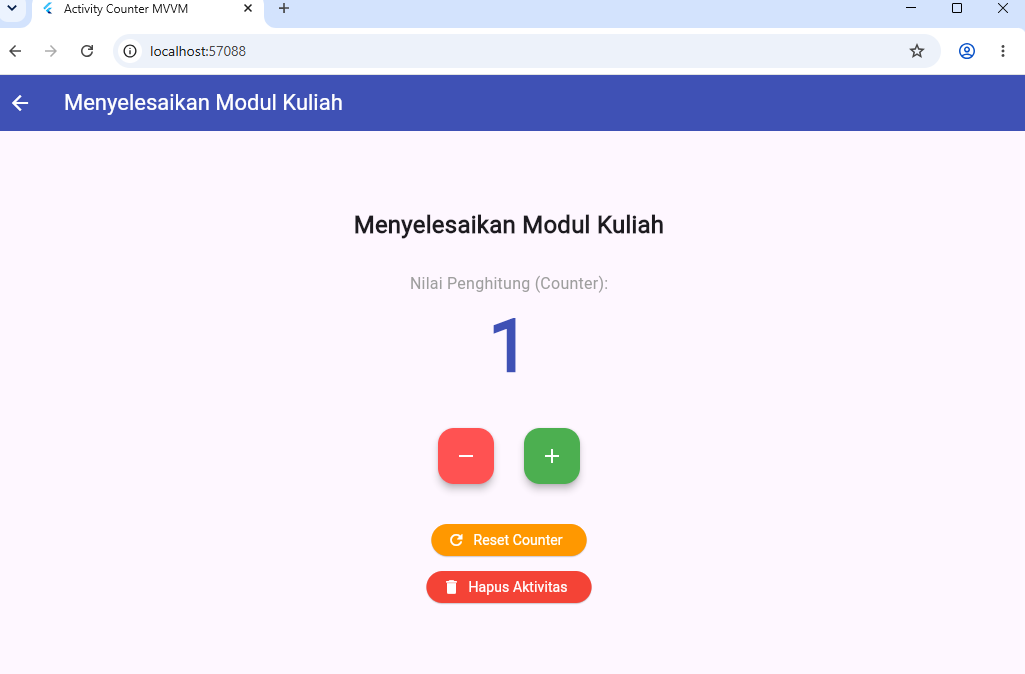 Activity Counter MVVM
localhost:57088
Menyelesaikan Modul Kuliah
Menyelesaikan Modul Kuliah
Nilai Penghitung (Counter):
1
Reset Counter
Hapus Aktivitas